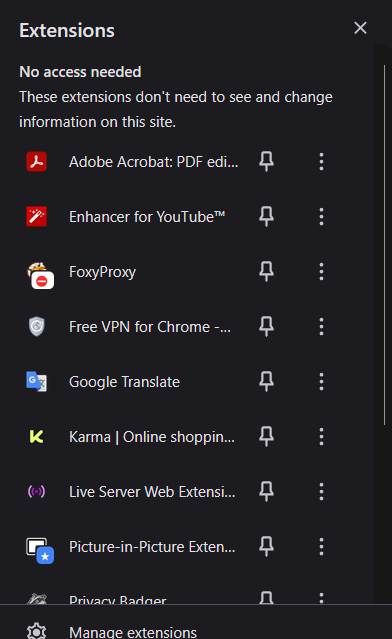 Extensions
No access needed
These extensions don't need to see and change
information on this site.
Adobe Acrobat: PDF edi...
Enhancer for YouTube™
FoxyProxy
Free VPN for Chrome -...
Google Translate
Karma | Online shoppin...
Live Server Web Extensi...
Picture-in-Picture Exten...
Privacy Badger
Manage extensions